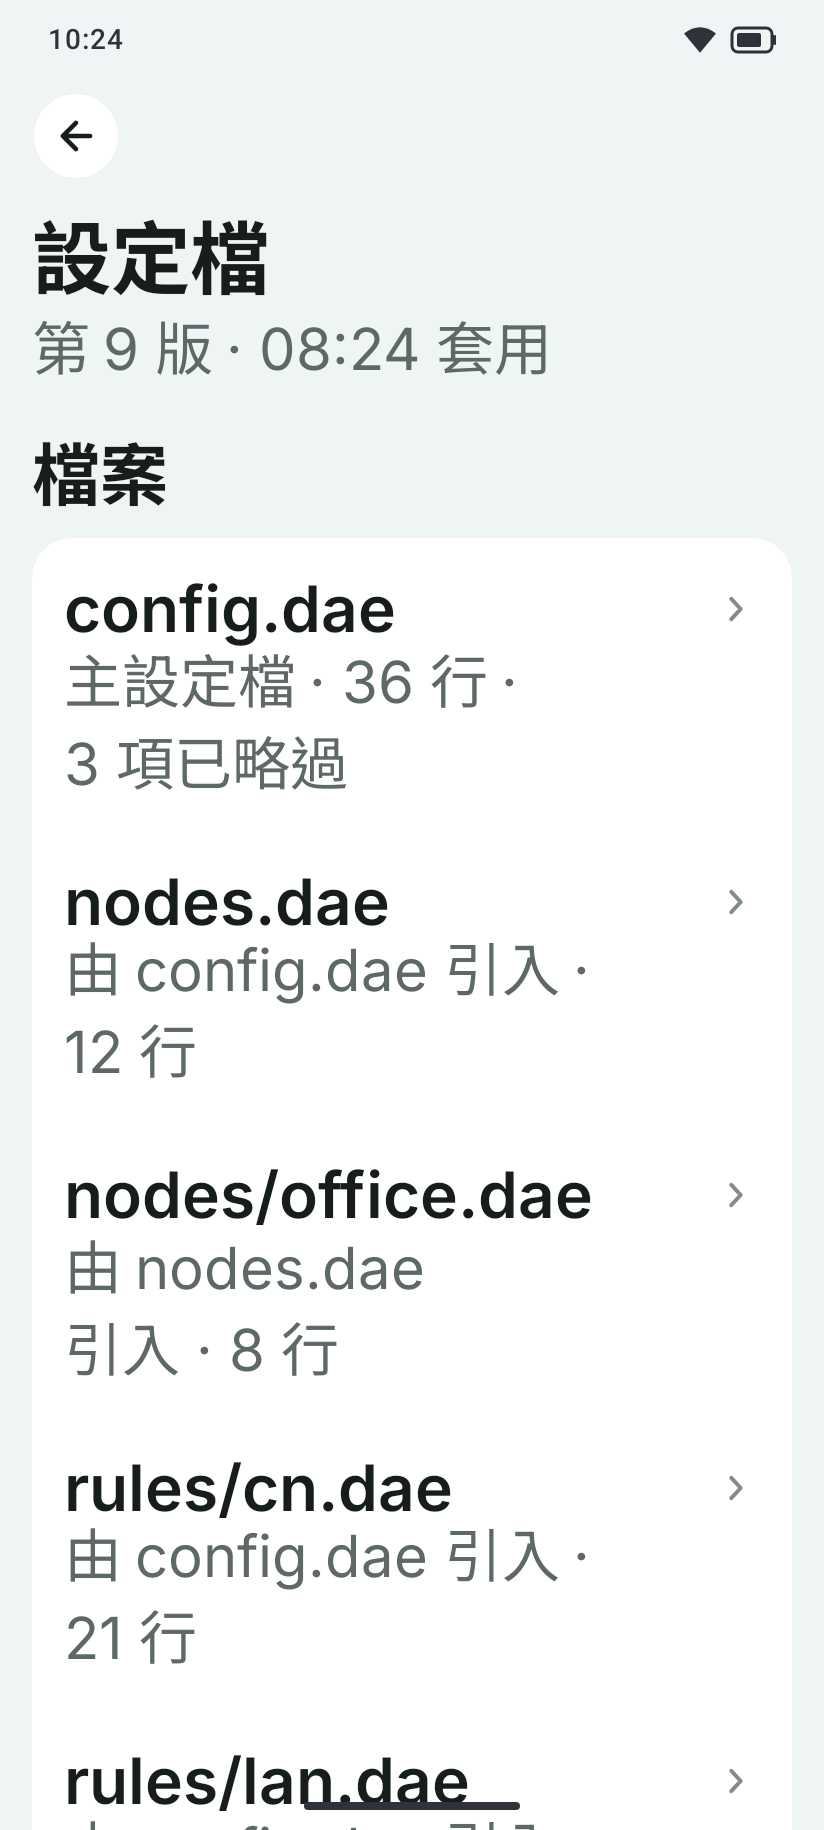 10:24
設定檔
第 9 版 · 08:24 套用
檔案
config.dae
主設定檔 · 36 行 ·
3 項已略過
nodes.dae
由 config.dae 引入 ·
12 行
nodes/office.dae
由 nodes.dae
引入 · 8 行
rules/cn.dae
由 config.dae 引入 ·
21 行
rules/lan.dae